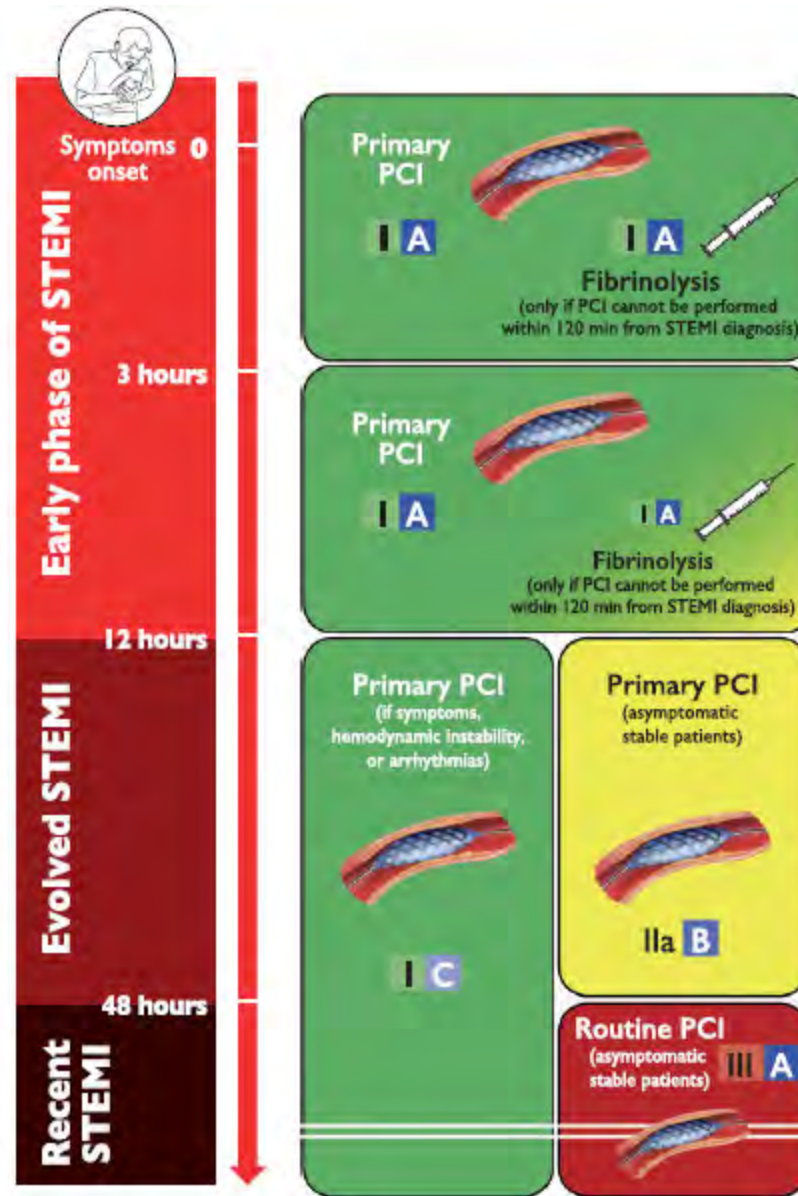 Symptoms
onset
0
Early phase of STEMI
3 hours
12 hours
Evolved STEMI
48 hours
Recent
STEMI
Primary
PCI
I A
I A
Fibrinolysis
(only if PCI cannot be performed
within 120 min from STEMI diagnosis)
Primary
PCI
I A
I A
Fibrinolysis
(only if PCI cannot be performed
within 120 min from STEMI diagnosis)
Primary PCI
(if symptoms,
hemodynamic instability,
or arrhythmias)
I C
Primary PCI
(asymptomatic
stable patients)
IIa B
Routine PCI
(asymptomatic
stable patients)
III A